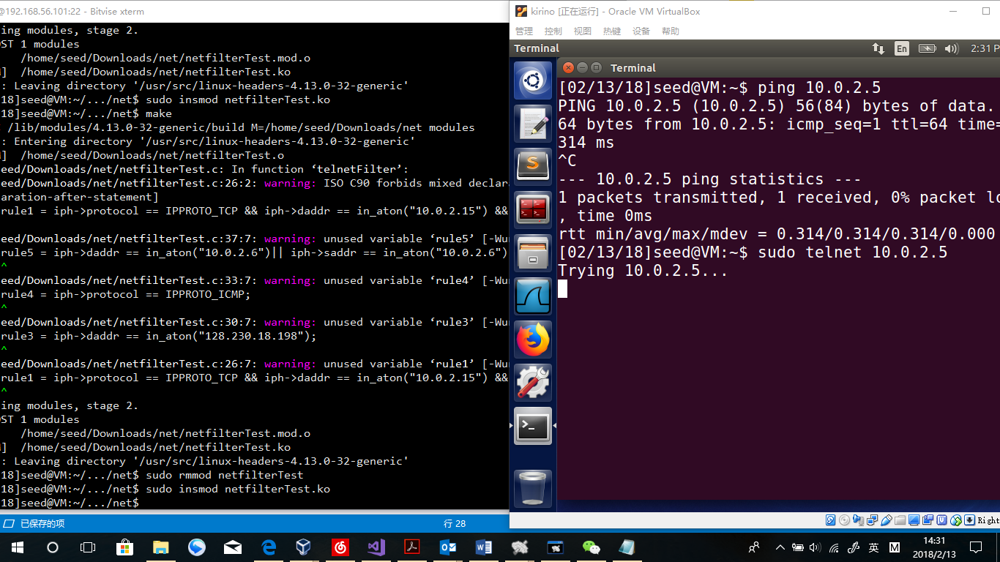 @192.168.56.101:22 - Bitvise xterm
ing modules, stage 2.
OST 1 modules
/home/seed/Downloads/net/netfilterTest.mod.o
] /home/seed/Downloads/net/netfilterTest.ko
: Leaving directory '/usr/src/linux-headers-4.13.0-32-generic'
18]seed@VM:~/.../net$ sudo insmod netfilterTest.ko
18]seed@VM:~/.../net$ make
/lib/modules/4.13.0-32-generic/build M=/home/seed/Downloads/net modules
: Entering directory '/usr/src/linux-headers-4.13.0-32-generic'
] /home/seed/Downloads/net/netfilterTest.o
eed/Downloads/net/netfilterTest.c: In function ‘telnetFilter’:
eed/Downloads/net/netfilterTest.c:26:2: warning: ISO C90 forbids mixed declara
aration-after-statement]
rule1 = iph->protocol == IPPROTO_TCP && iph->daddr == in_aton("10.0.2.15") &&
eed/Downloads/net/netfilterTest.c:37:7: warning: unused variable ‘rule5’ [-Wun
rule5 = iph->daddr == in_aton("10.0.2.6")|| iph->saddr == in_aton("10.0.2.6")
^
eed/Downloads/net/netfilterTest.c:33:7: warning: unused variable ‘rule4’ [-Wun
rule4 = iph->protocol == IPPROTO_ICMP;
^
eed/Downloads/net/netfilterTest.c:30:7: warning: unused variable ‘rule3’ [-Wun
rule3 = iph->daddr == in_aton("128.230.18.198");
^
eed/Downloads/net/netfilterTest.c:26:7: warning: unused variable ‘rule1’ [-Wun
rule1 = iph->protocol == IPPROTO_TCP && iph->daddr == in_aton("10.0.2.15") &&
^
ing modules, stage 2.
OST 1 modules
/home/seed/Downloads/net/netfilterTest.mod.o
] /home/seed/Downloads/net/netfilterTest.ko
: Leaving directory '/usr/src/linux-headers-4.13.0-32-generic'
18]seed@VM:~/.../net$ sudo rmmod netfilterTest
18]seed@VM:~/.../net$ sudo insmod netfilterTest.ko
18]seed@VM:~/.../net$
已保存的项 行 28
kirino [正在运行] - Oracle VM VirtualBox
管理 控制 视图 热键 设备 帮助
Terminal En 2:31 P
Terminal
[02/13/18]seed@VM:~$ ping 10.0.2.5
PING 10.0.2.5 (10.0.2.5) 56(84) bytes of data.
64 bytes from 10.0.2.5: icmp_seq=1 ttl=64 time=
314 ms
^C
--- 10.0.2.5 ping statistics ---
1 packets transmitted, 1 received, 0% packet lo
, time 0ms
rtt min/avg/max/mdev = 0.314/0.314/0.314/0.000
[02/13/18]seed@VM:~$ sudo telnet 10.0.2.5
Trying 10.0.2.5...
Right
英 M 14:31
2018/2/13